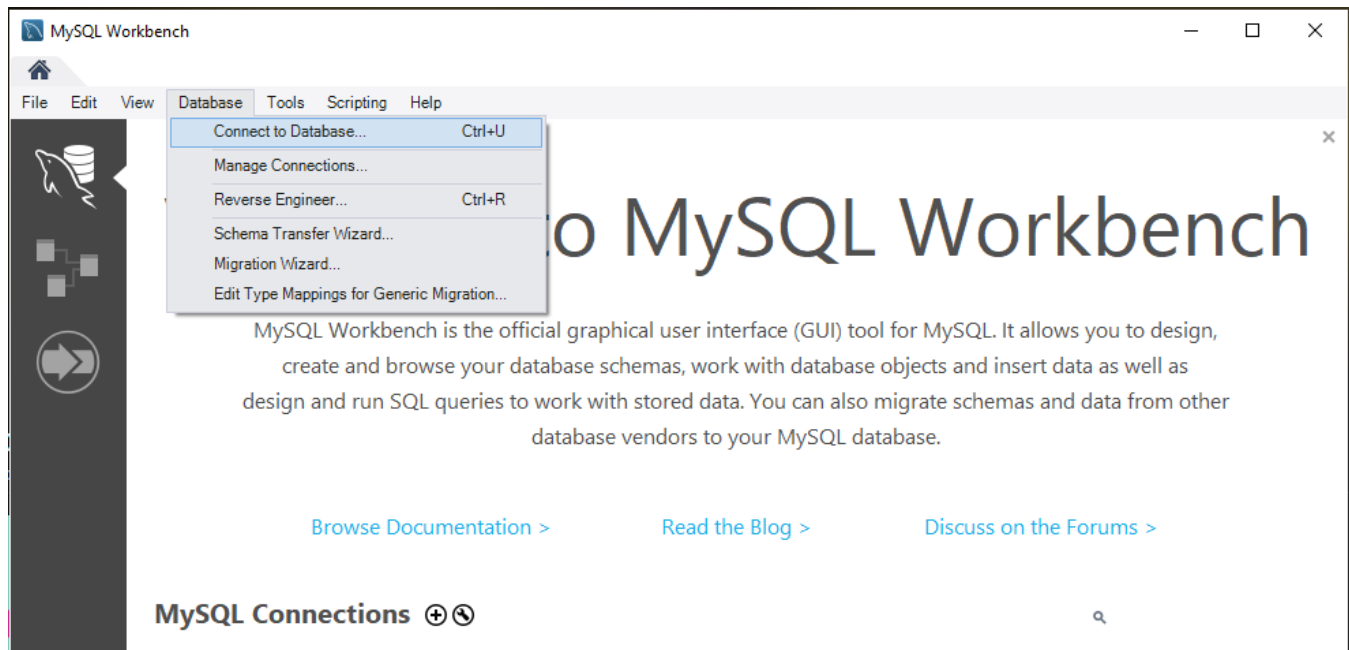 MySQL Workbench
File Edit View Database Tools Scripting Help
Connect to Database... Ctrl+U
Manage Connections...
Reverse Engineer... Ctrl+R
Schema Transfer Wizard...
Migration Wizard...
Edit Type Mappings for Generic Migration...
to MySQL Workbench
MySQL Workbench is the official graphical user interface (GUI) tool for MySQL. It allows you to design,
create and browse your database schemas, work with database objects and insert data as well as
design and run SQL queries to work with stored data. You can also migrate schemas and data from other
database vendors to your MySQL database.
Browse Documentation > Read the Blog > Discuss on the Forums >
MySQL Connections